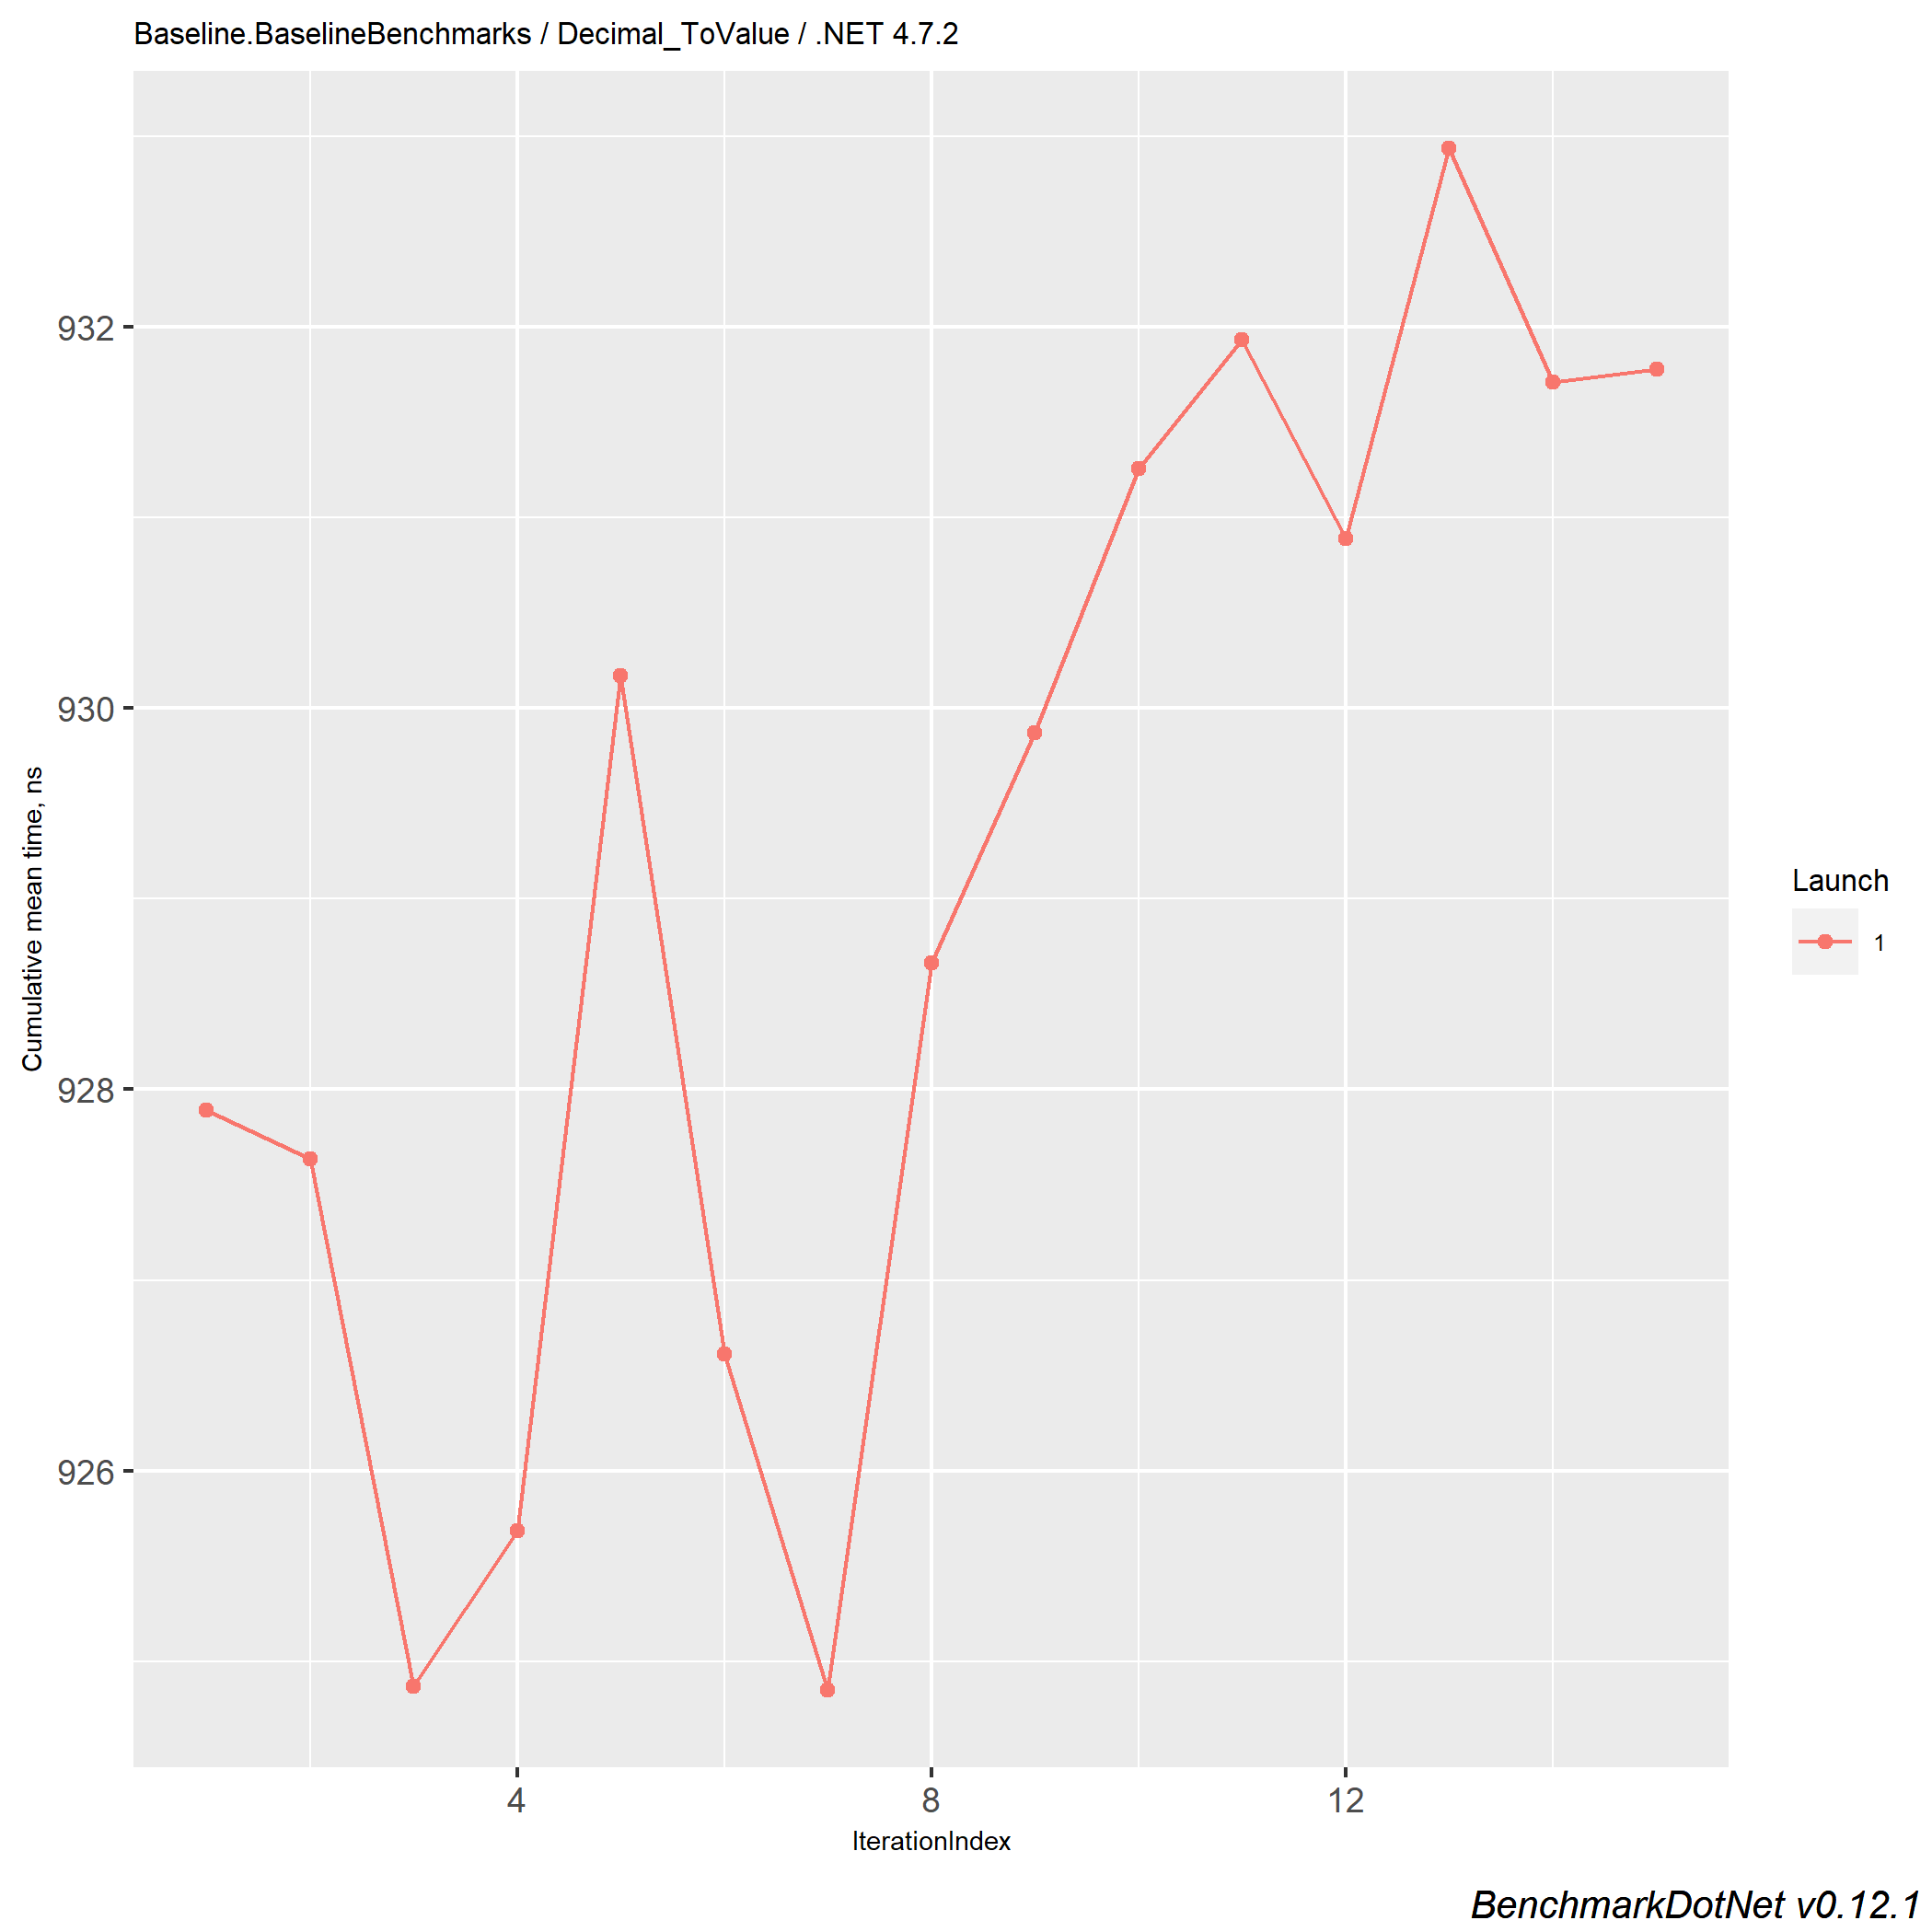 Baseline.BaselineBenchmarks / Decimal_ToValue / .NET 4.7.2
932
930
928
926
Cumulative mean time, ns
4
8
12
IterationIndex
Launch
1
BenchmarkDotNet v0.12.1